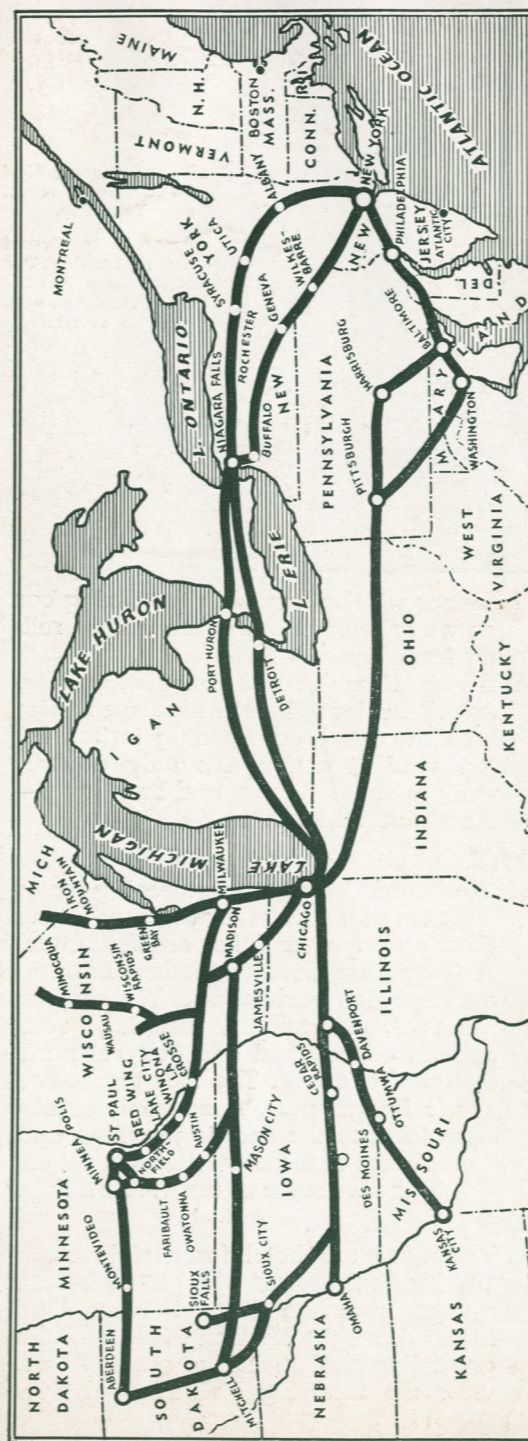 NORTH
DAKOTA
MINNESOTA
SOUTH
DAKOTA
NEBRASKA
KANSAS
IOWA
MISSOURI
WISCONSIN
MICH
ILLINOIS
LAKE
MICHIGAN
MICHIGAN
LAKE HURON
INDIANA
OHIO
KENTUCKY
WEST
VIRGINIA
L. ERIE
L. ONTARIO
PENNSYLVANIA
NEW
YORK
VERMONT
N. H.
MAINE
MASS.
CONN.
R.I.
NEW
JERSEY
DEL
MARYLAND
ATLANTIC OCEAN
ABERDEEN
MONTEVIDEO
MINNEAPOLIS
ST PAUL
RED WING
LAKE CITY
WINONA
LA
CROSSE
NORTH-
FIELD
FARIBAULT
OWATONNA
AUSTIN
MASON CITY
MITCHELL
SIOUX
FALLS
SIOUX CITY
OMAHA
DES MOINES
CEDAR
RAPIDS
DAVENPORT
OTTUMWA
KANSAS
CITY
MINOCQUA
WAUSAU
WISCONSIN
RAPIDS
IRON
MOUNTAIN
GREEN
BAY
MILWAUKEE
MADISON
JAMESVILLE
CHICAGO
PORT HURON
DETROIT
NIAGARA FALLS
BUFFALO
ROCHESTER
SYRACUSE
UTICA
ALBANY
GENEVA
WILKES-
BARRE
NEW YORK
PHILADELPHIA
ATLANTIC
CITY
BALTIMORE
WASHINGTON
HARRISBURG
PITTSBURGH
BOSTON
MONTREAL